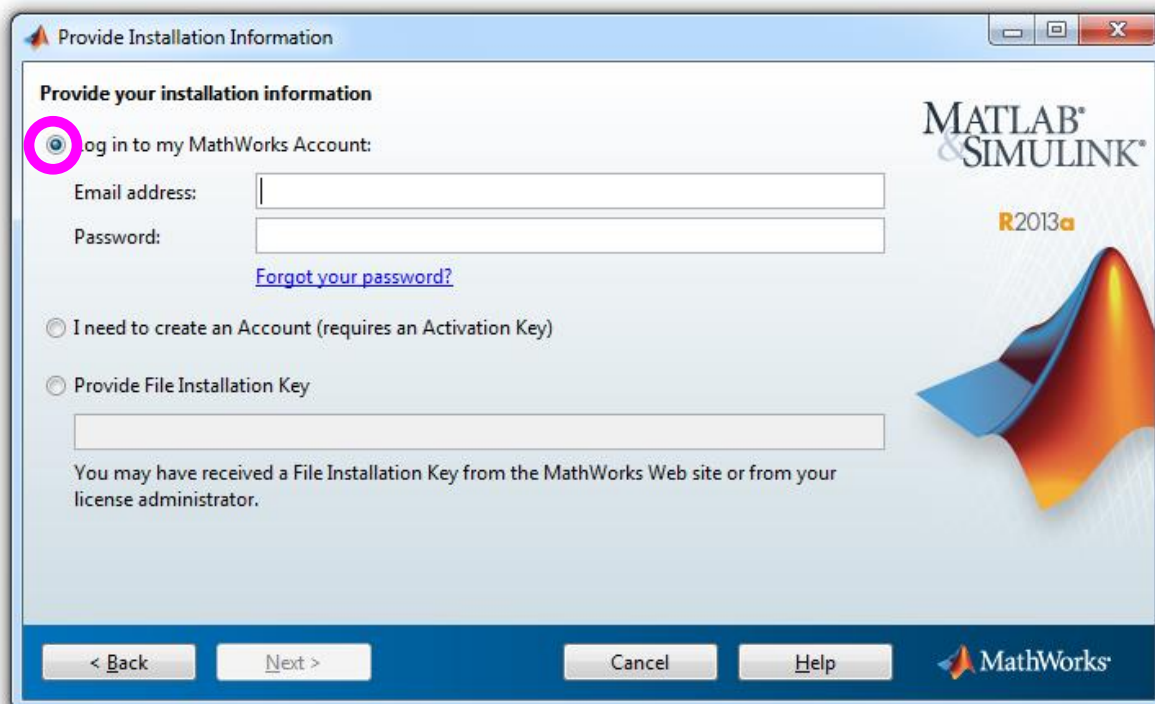 Provide Installation Information
Provide your installation information
Log in to my MathWorks Account:
Email address:
Password:
Forgot your password?
I need to create an Account (requires an Activation Key)
Provide File Installation Key
You may have received a File Installation Key from the MathWorks Web site or from your
license administrator.
MATLAB®
&SIMULINK®
R2013a
< Back
Next >
Cancel
Help
MathWorks®